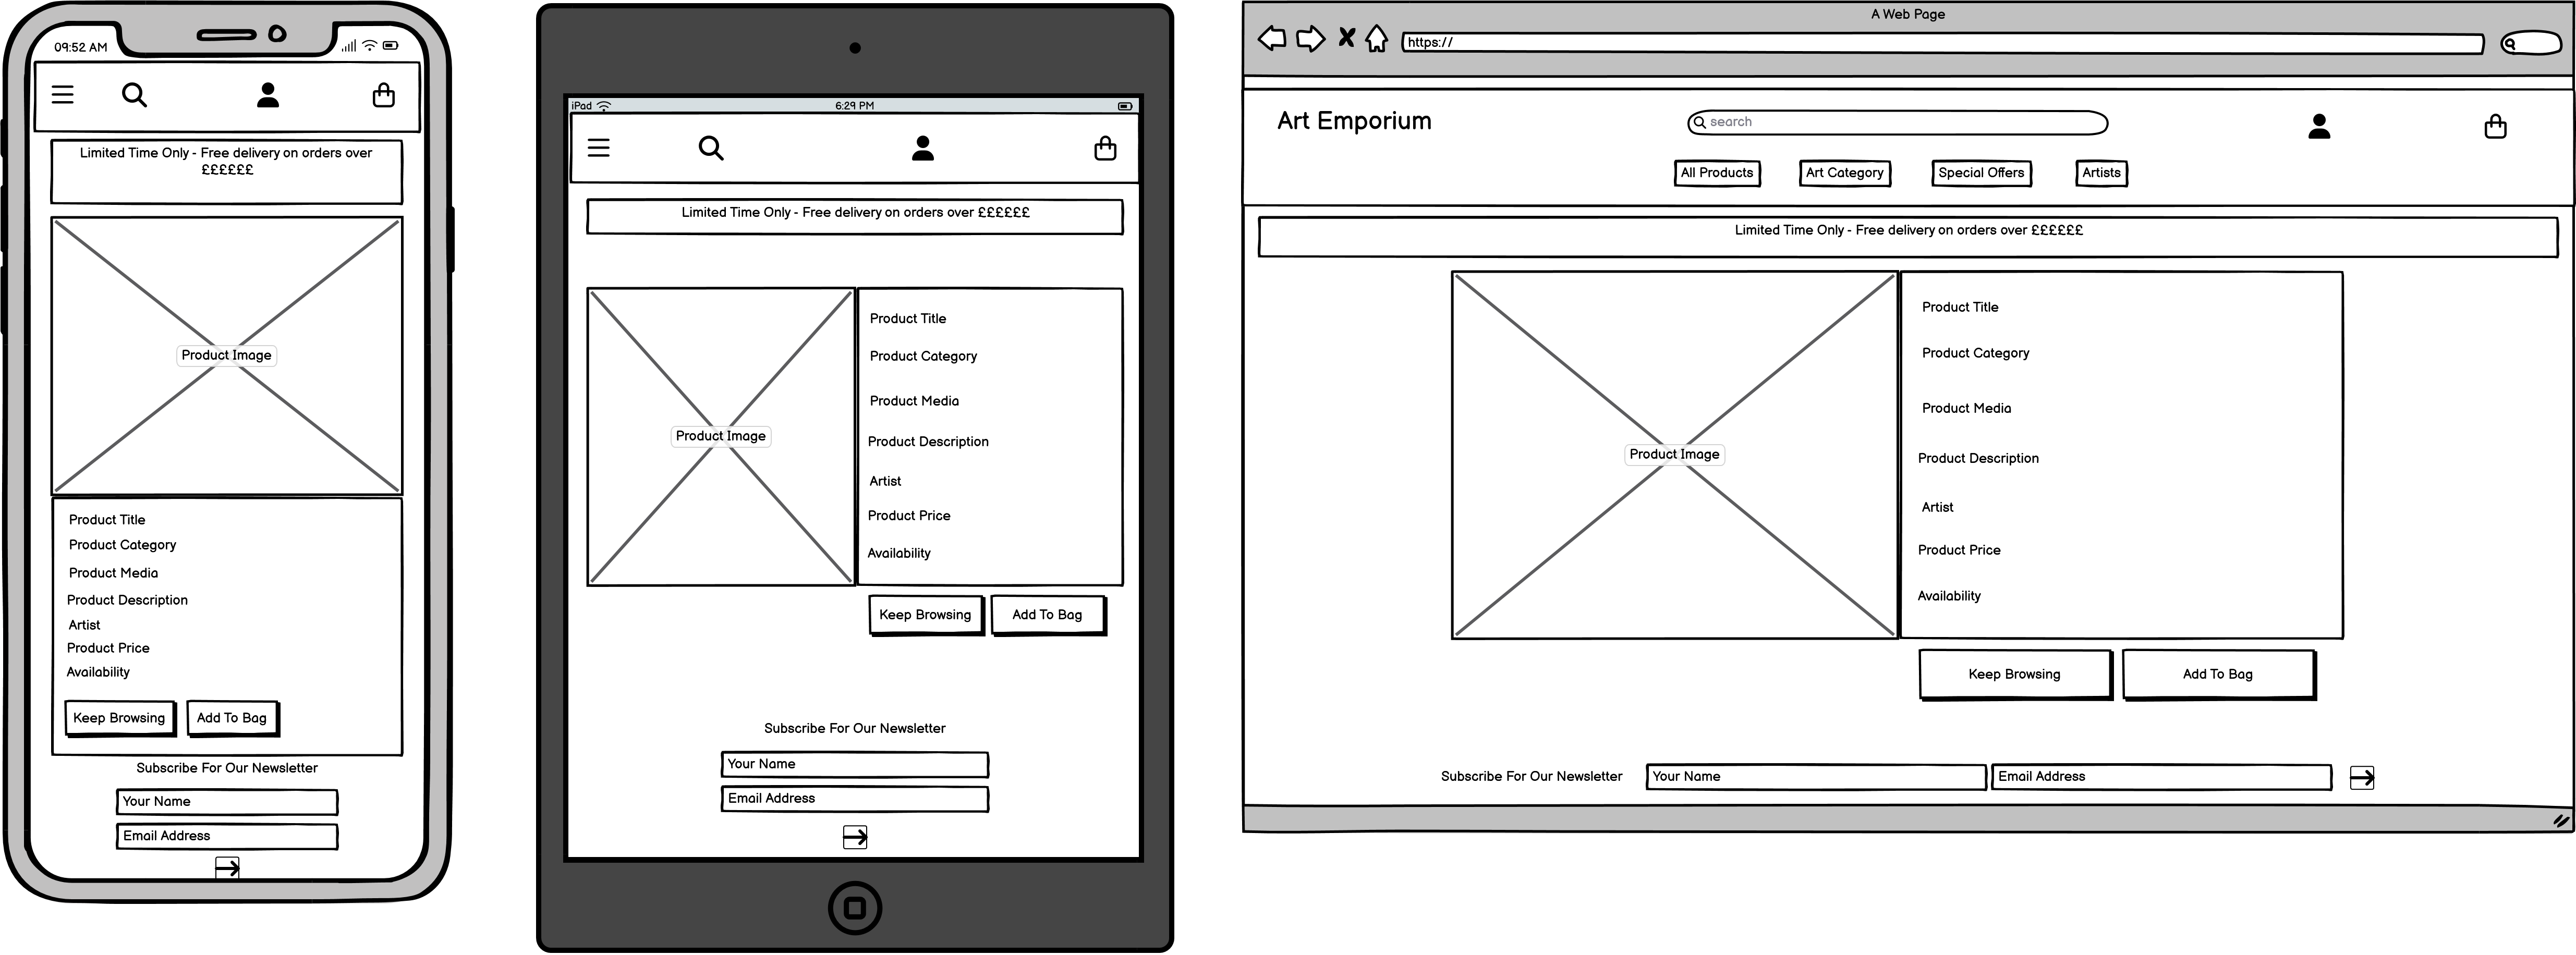 09:52 AM
Limited Time Only - Free delivery on orders over
££££££
Product Image
Product Title
Product Category
Product Media
Product Description
Artist
Product Price
Availability
Keep Browsing
Add To Bag
Subscribe For Our Newsletter
Your Name
Email Address
iPad
6:29 PM
Limited Time Only - Free delivery on orders over ££££££
Product Image
Product Title
Product Category
Product Media
Product Description
Artist
Product Price
Availability
Keep Browsing
Add To Bag
Subscribe For Our Newsletter
Your Name
Email Address
A Web Page
https://
Art Emporium
search
All Products
Art Category
Special Offers
Artists
Limited Time Only - Free delivery on orders over ££££££
Product Image
Product Title
Product Category
Product Media
Product Description
Artist
Product Price
Availability
Keep Browsing
Add To Bag
Subscribe For Our Newsletter
Your Name
Email Address